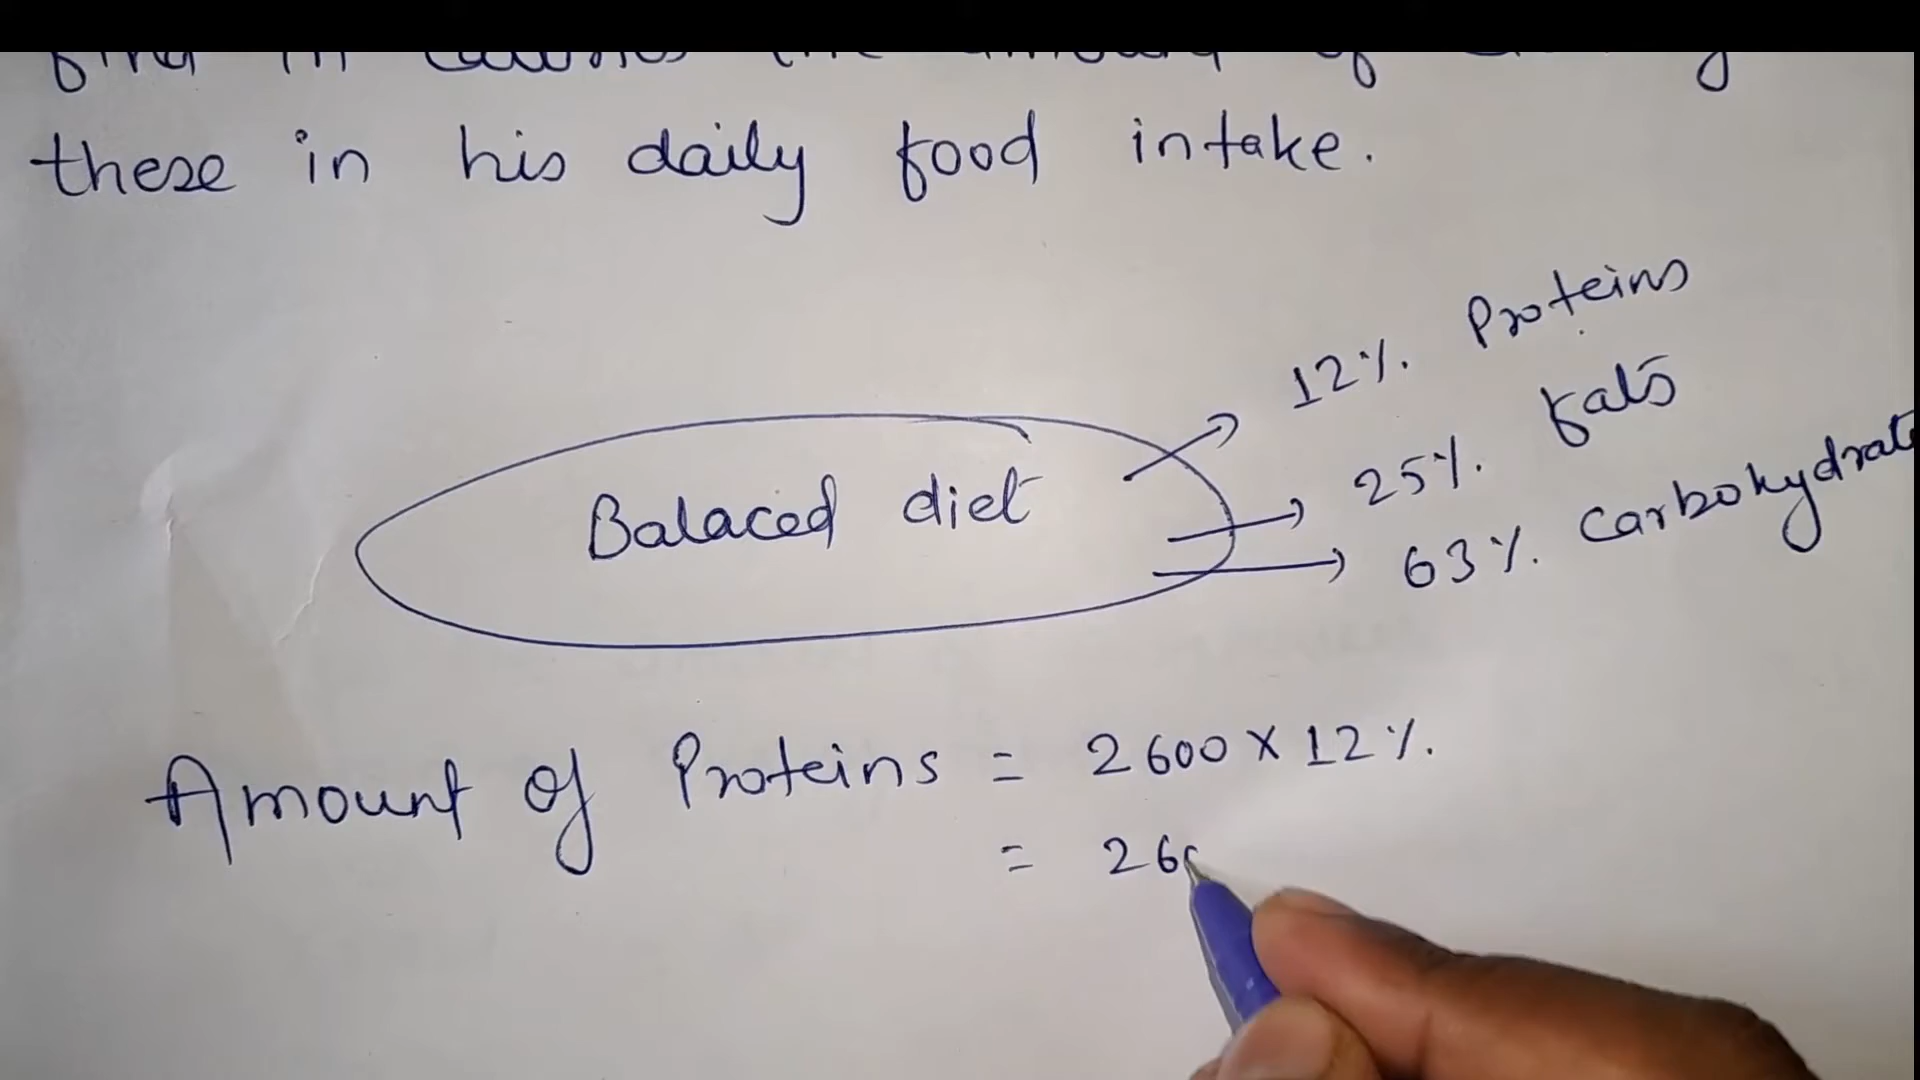 these in his daily food intake.
12%. Proteins
25%. fats
63%. Carbohydrate
Balaced diet
Amount of Proteins = 2600 × 12%.
= 26